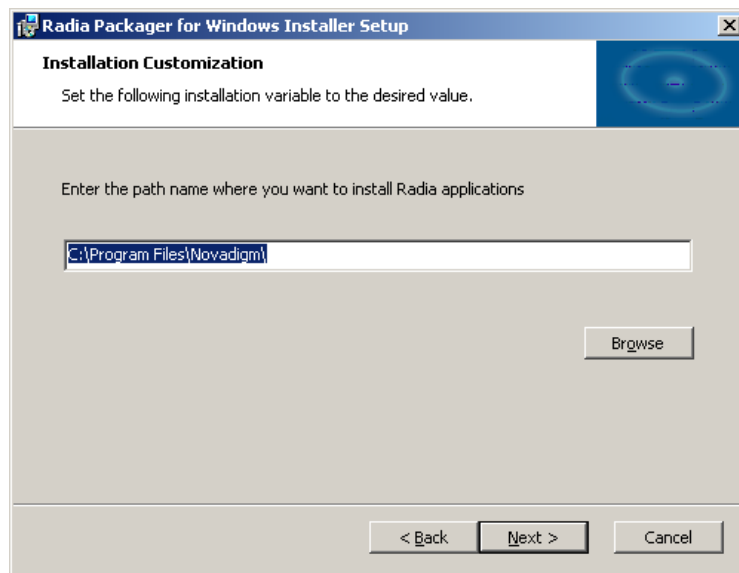 Radia Packager for Windows Installer Setup
Installation Customization
Set the following installation variable to the desired value.
Enter the path name where you want to install Radia applications
C:\Program Files\Novadigm\
Browse
< Back
Next >
Cancel